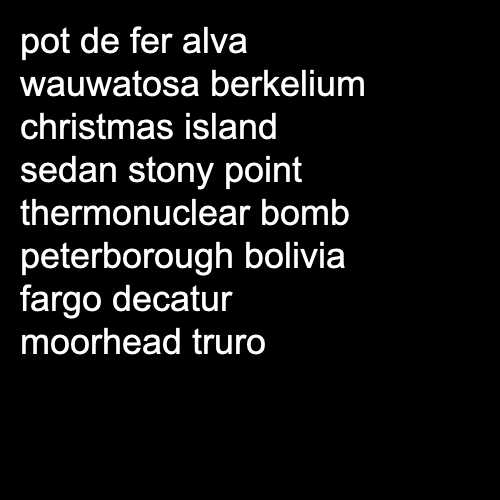 pot de fer alva
wauwatosa berkelium
christmas island
sedan stony point
thermonuclear bomb
peterborough bolivia
fargo decatur
moorhead truro